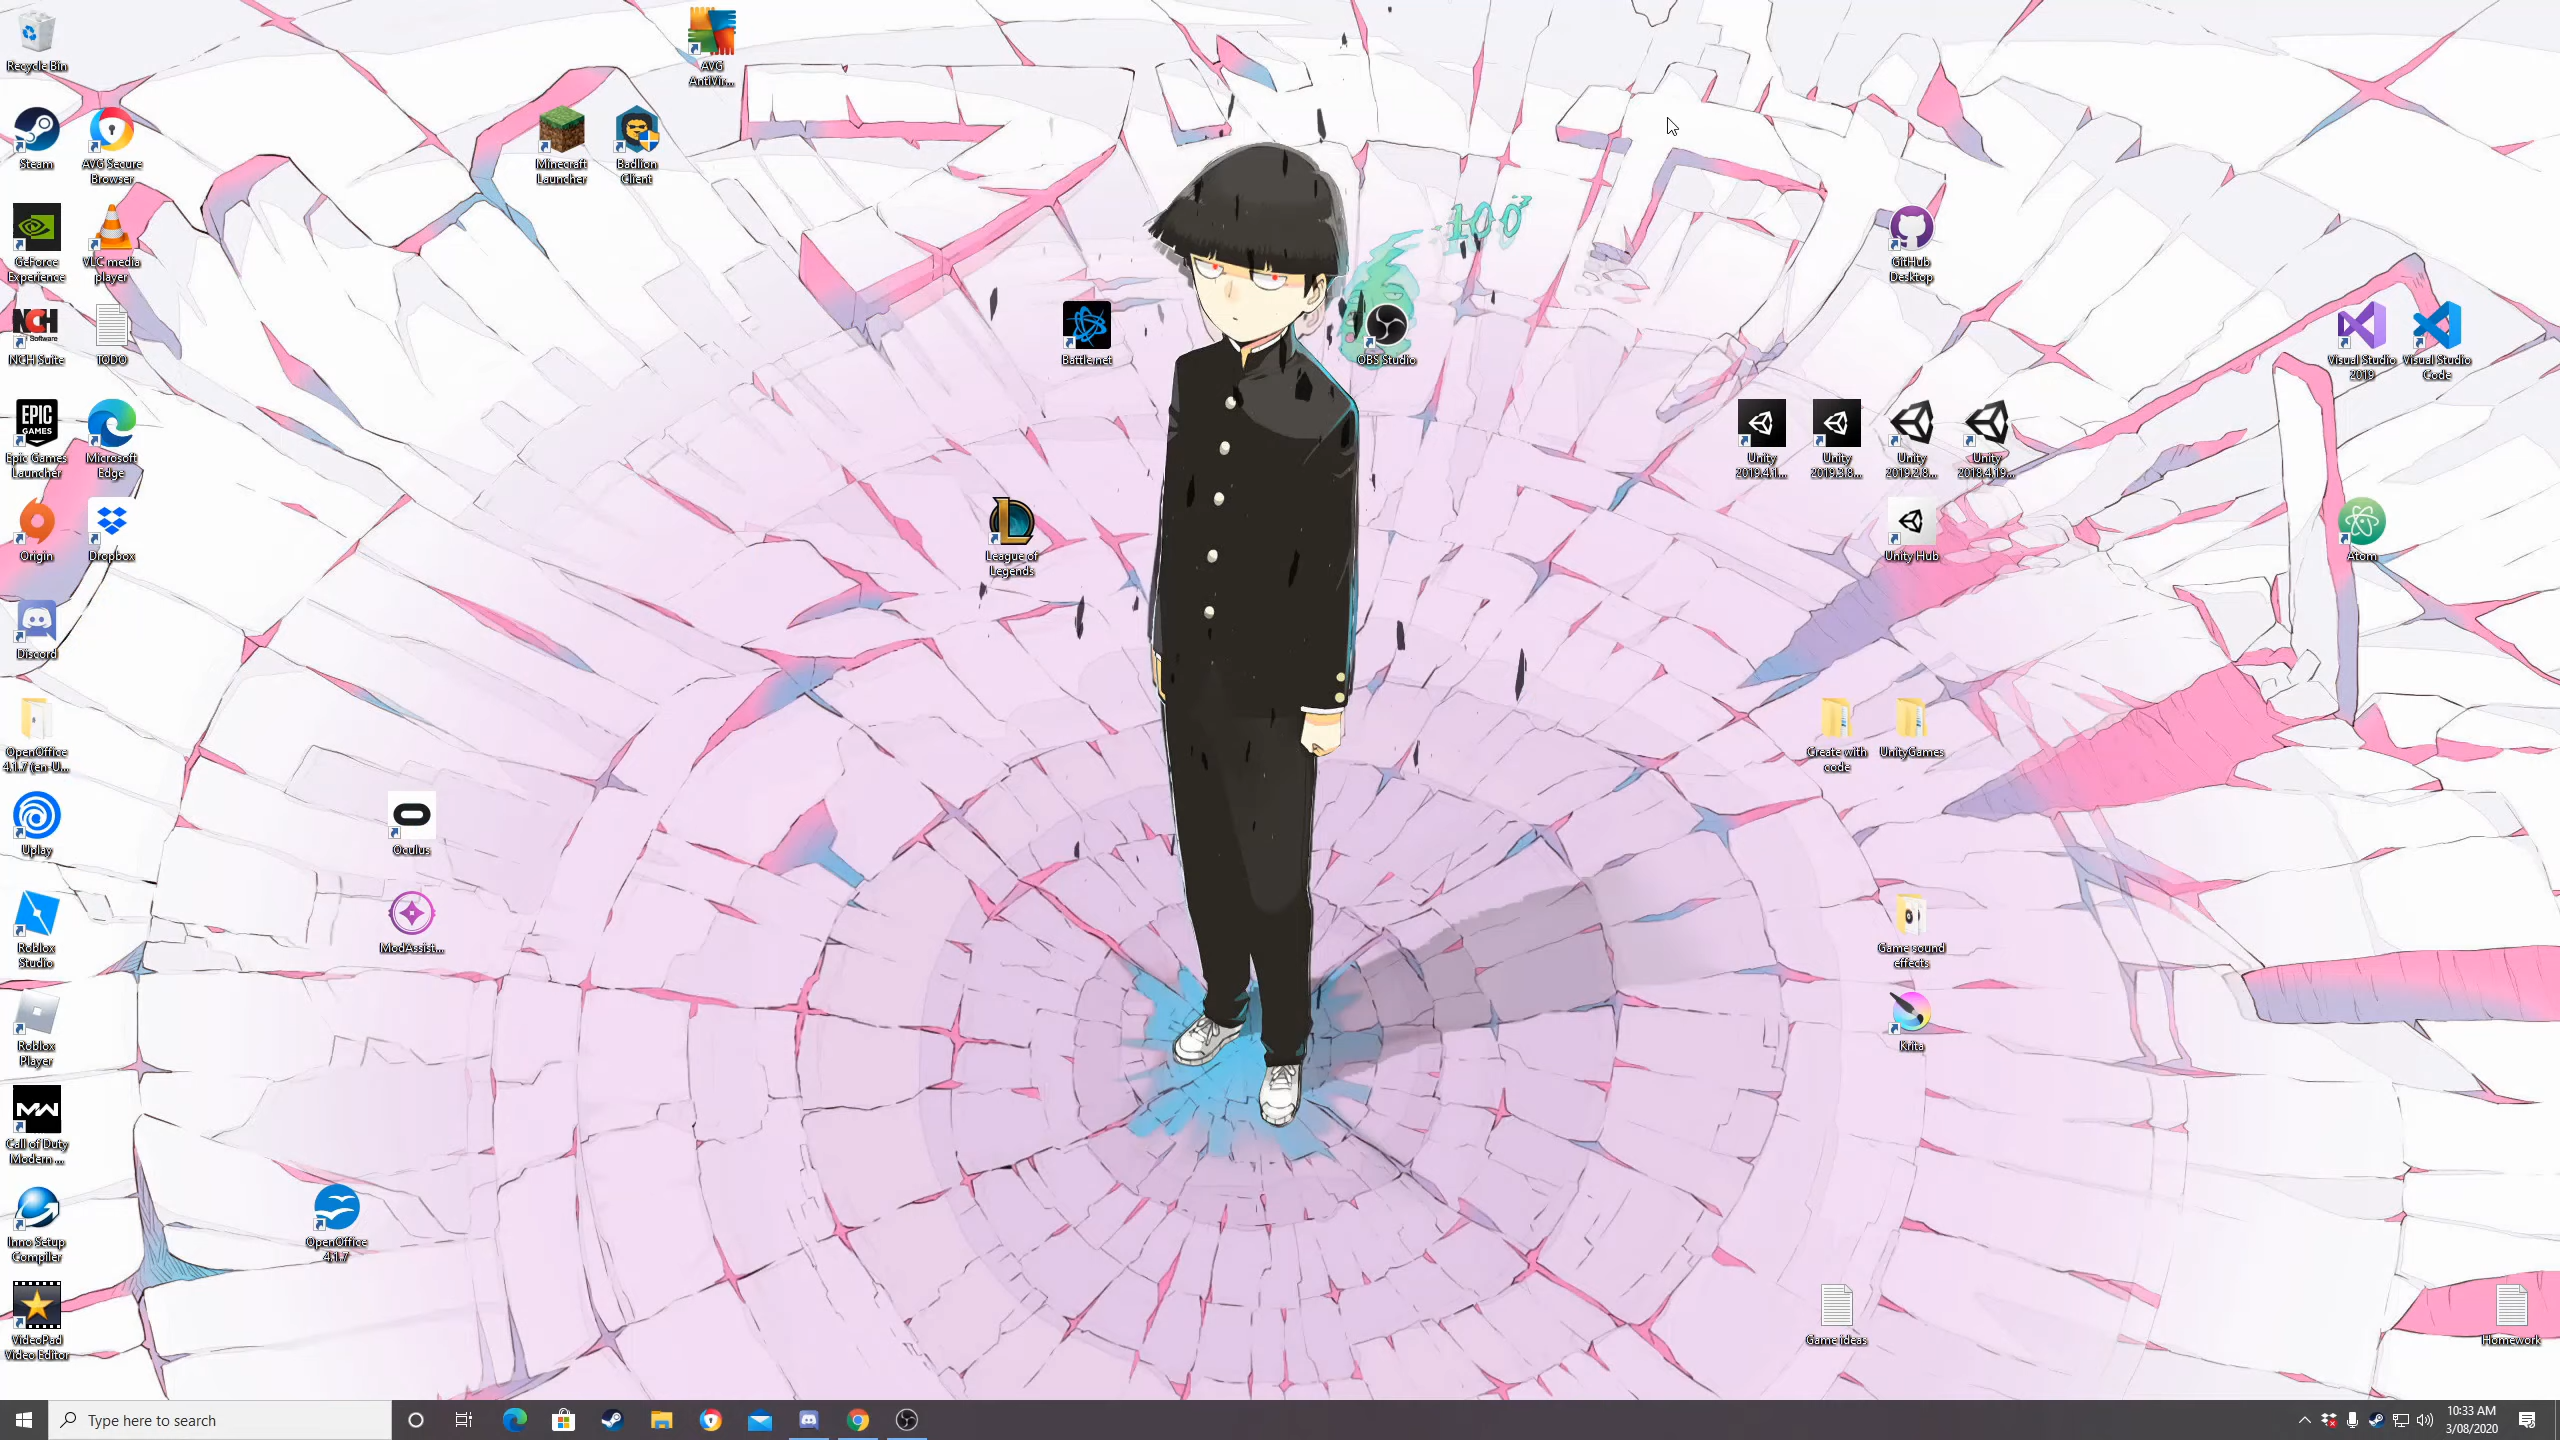 Recycle Bin
AVG
AntiVir...
Steam
AVG Secure
Browser
Minecraft
Launcher
Badlion
Client
GeForce
Experience
VLC media
player
100
GitHub
Desktop
NCH
Software
NCH Suite
TODO
Battle.net
OBS Studio
Visual Studio
2019
Visual Studio
Code
EPIC
GAMES
Epic Games
Launcher
Microsoft
Edge
Unity
2019.4.1...
Unity
2019.3.8...
Unity
2019.2.8...
Unity
2018.4.19...
Origin
Dropbox
League of
Legends
Unity Hub
Atom
Discord
OpenOffice
4.1.7 (en-U...
Create with
code
UnityGames
Uplay
Oculus
Roblox
Studio
ModAssist...
Game sound
effects
Roblox
Player
Krita
MW
Call of Duty
Modern ...
Inno Setup
Compiler
OpenOffice
4.1.7
VideoPad
Video Editor
Game ideas
Homework
Type here to search
10:33 AM
3/08/2020